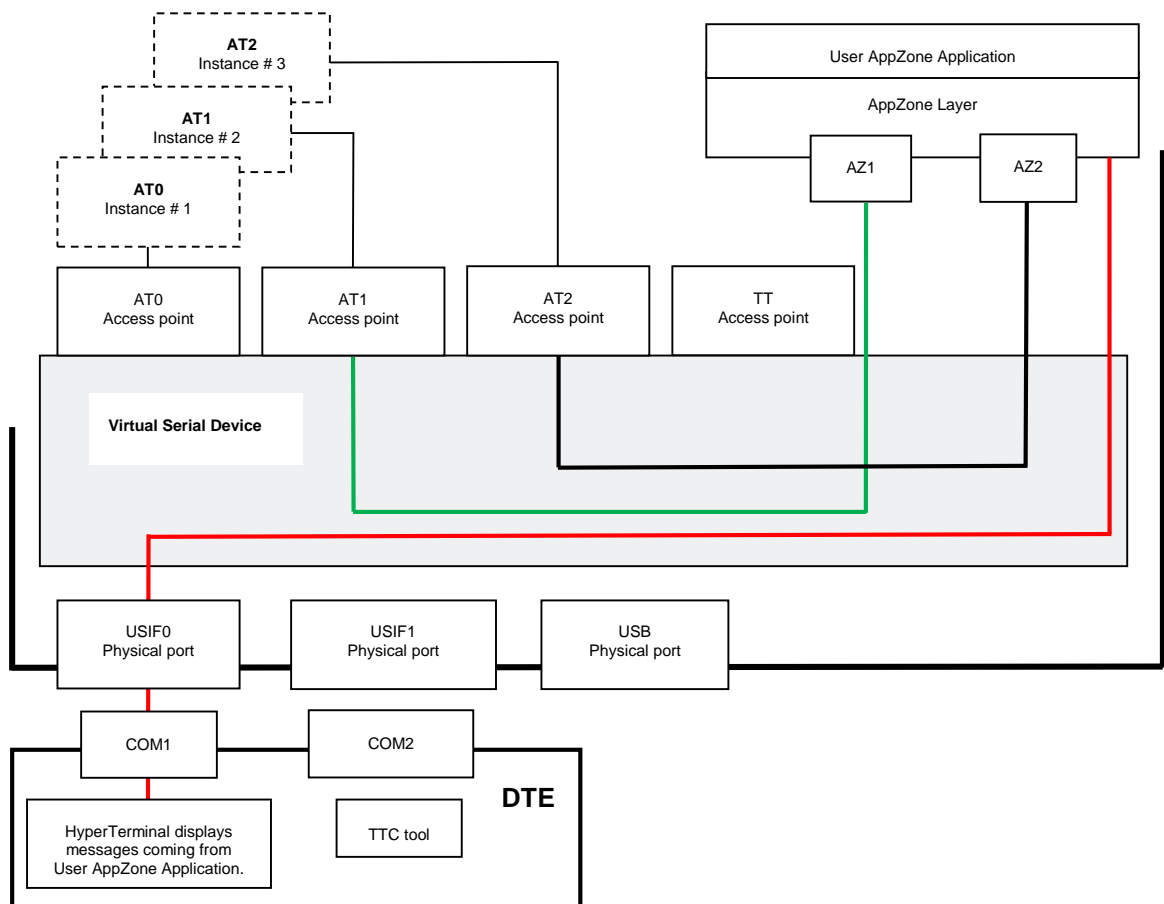 AT2
Instance # 3
AT1
Instance # 2
AT0
Instance # 1
User AppZone Application
AppZone Layer
AZ1
AZ2
AT0
Access point
AT1
Access point
AT2
Access point
TT
Access point
Virtual Serial Device
USIF0
Physical port
USIF1
Physical port
USB
Physical port
COM1
COM2
DTE
HyperTerminal displays
messages coming from
User AppZone Application.
TTC tool